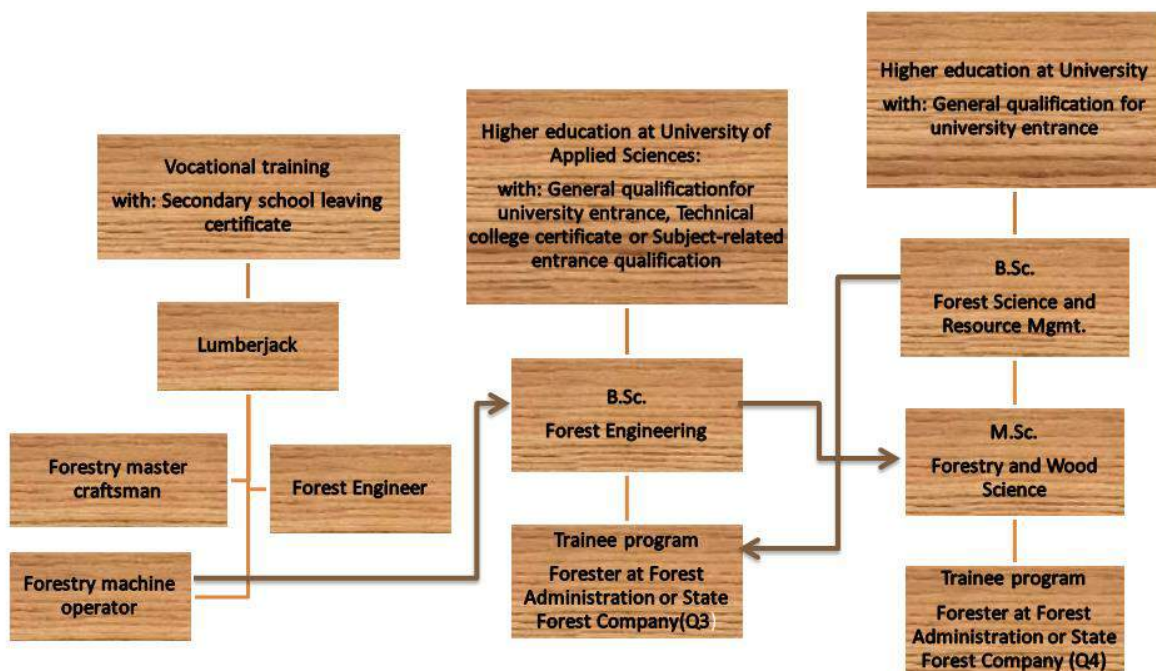 Vocational training
with: Secondary school leaving
certificate
Lumberjack
Forestry master
craftsman
Forest Engineer
Forestry machine
operator
Higher education at University of
Applied Sciences:
with: General qualificationfor
university entrance, Technical
college certificate or Subject-related
entrance qualification
B.Sc.
Forest Engineering
Trainee program
Forester at Forest
Administration or State
Forest Company(Q3)
Higher education at University
with: General qualification for
university entrance
B.Sc.
Forest Science and
Resource Mgmt.
M.Sc.
Forestry and Wood
Science
Trainee program
Forester at Forest
Administration or State
Forest Company (Q4)